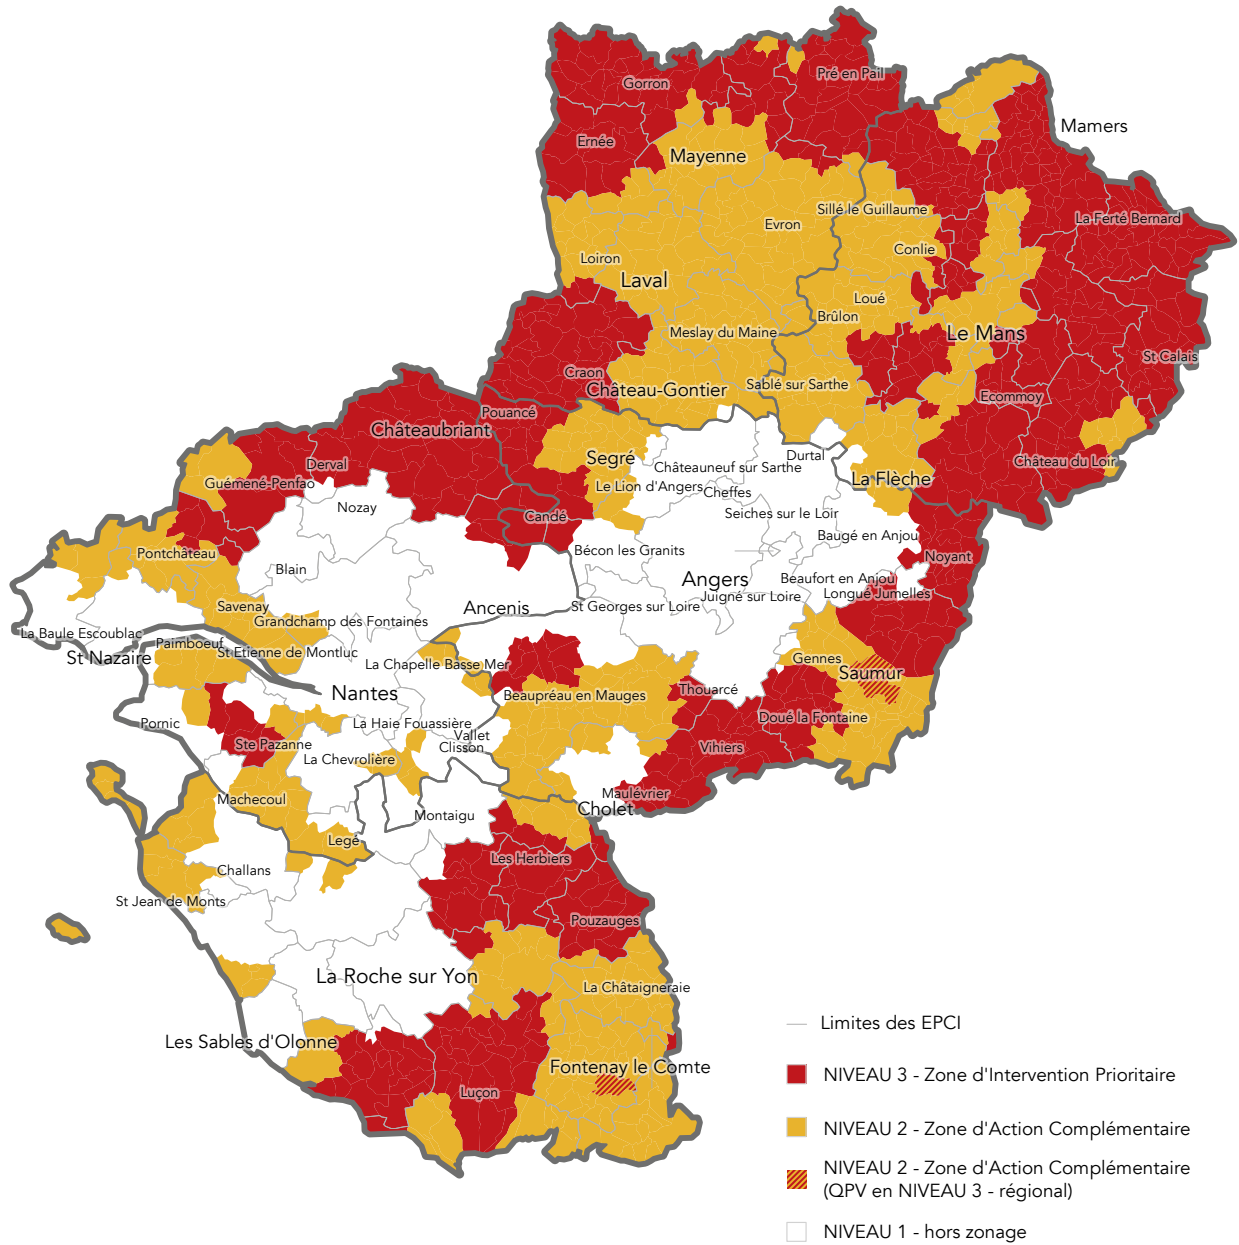 Gorron
Pré en Pail
Ernée
Mamers
Mayenne
Sillé le Guillaume
La Ferté Bernard
Evron
Conlie
Loiron
Laval
Loué
Brûlon
Meslay du Maine
Le Mans
St Calais
Craon
Château-Gontier
Sablé sur Sarthe
Ecommoy
Pouancé
Châteaubriant
Segré
Durtal
Château du Loir
Derval
Châteauneuf sur Sarthe
La Flèche
Guémené-Penfao
Le Lion d'Angers
Cheffes
Nozay
Candé
Seiches sur le Loir
Baugé en Anjou
Pontchâteau
Bécon les Granits
Noyant
Blain
Angers
Beaufort en Anjou
Longué Jumelles
Juigné sur Loire
Savenay
Ancenis
St Georges sur Loire
Grandchamp des Fontaines
La Baule Escoublac
Paimboeuf
St Etienne de Montluc
St Nazaire
La Chapelle Basse Mer
Gennes
Saumur
Nantes
Beaupréau en Mauges
Thouarcé
Pornic
La Haie Fouassière
Doué la Fontaine
Vallet
Clisson
Ste Pazanne
Vihiers
La Chevrolière
Machecoul
Maulévrier
Cholet
Montaigu
Legé
Les Herbiers
Challans
St Jean de Monts
Pouzauges
La Roche sur Yon
La Châtaigneraie
Les Sables d'Olonne
Fontenay le Comte
Luçon
Limites des EPCI
NIVEAU 3 - Zone d'Intervention Prioritaire
NIVEAU 2 - Zone d'Action Complémentaire
NIVEAU 2 - Zone d'Action Complémentaire
(QPV en NIVEAU 3 - régional)
NIVEAU 1 - hors zonage